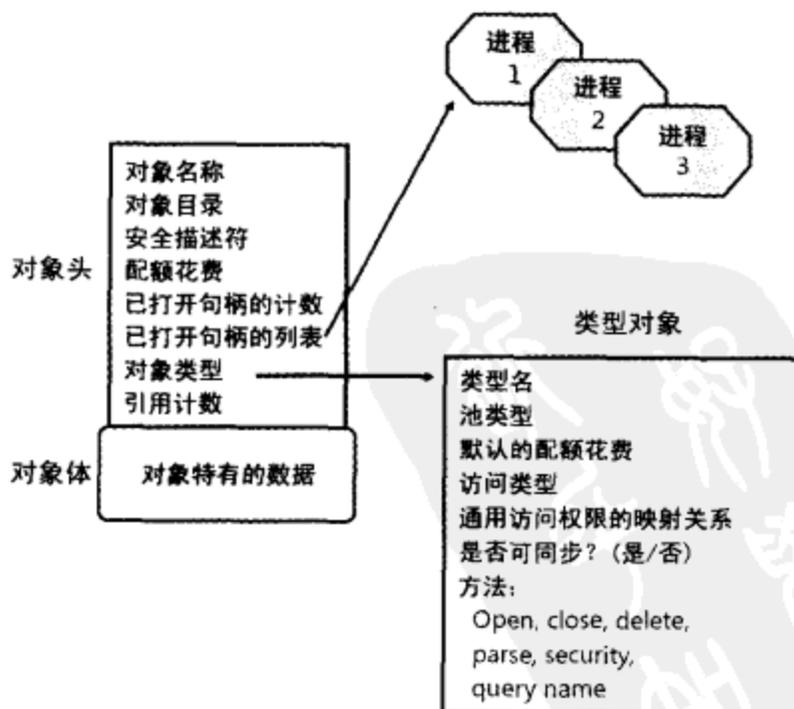 进程
1
进程
2
进程
3
对象头
对象名称
对象目录
安全描述符
配额花费
已打开句柄的计数
已打开句柄的列表
对象类型
引用计数
对象体
对象特有的数据
类型对象
类型名
池类型
默认的配额花费
访问类型
通用访问权限的映射关系
是否可同步?(是/否)
方法:
Open, close, delete,
parse, security,
query name